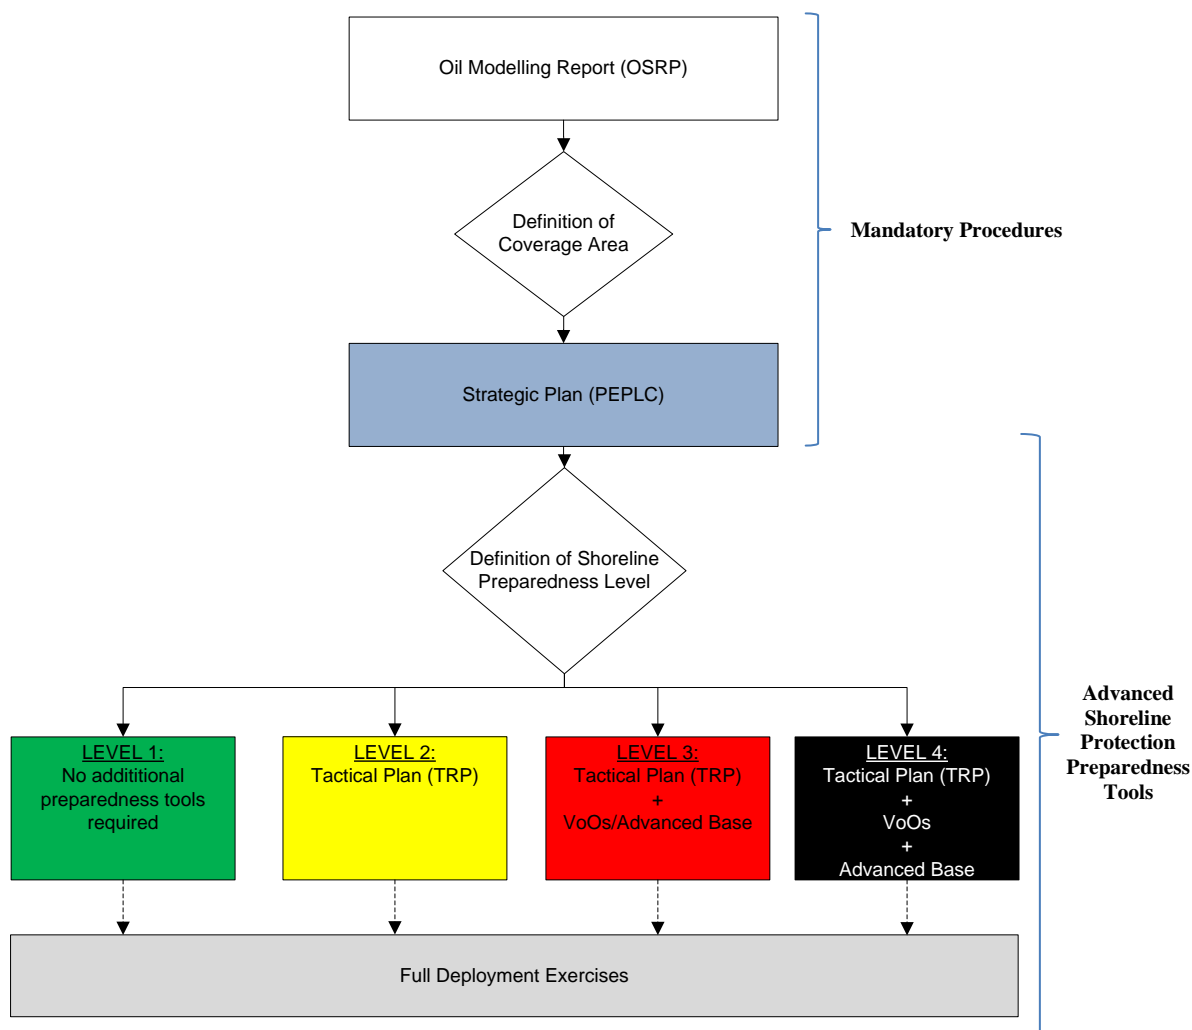 Oil Modelling Report (OSRP)
Definition of
Coverage Area
Mandatory Procedures
Strategic Plan (PEPLC)
Definition of Shoreline
Preparedness Level
LEVEL 1:
No addititional
preparedness tools
required
LEVEL 2:
Tactical Plan (TRP)
LEVEL 3:
Tactical Plan (TRP)
+
VoOs/Advanced Base
LEVEL 4:
Tactical Plan (TRP)
+
VoOs
+
Advanced Base
Advanced
Shoreline
Protection
Preparedness
Tools
Full Deployment Exercises